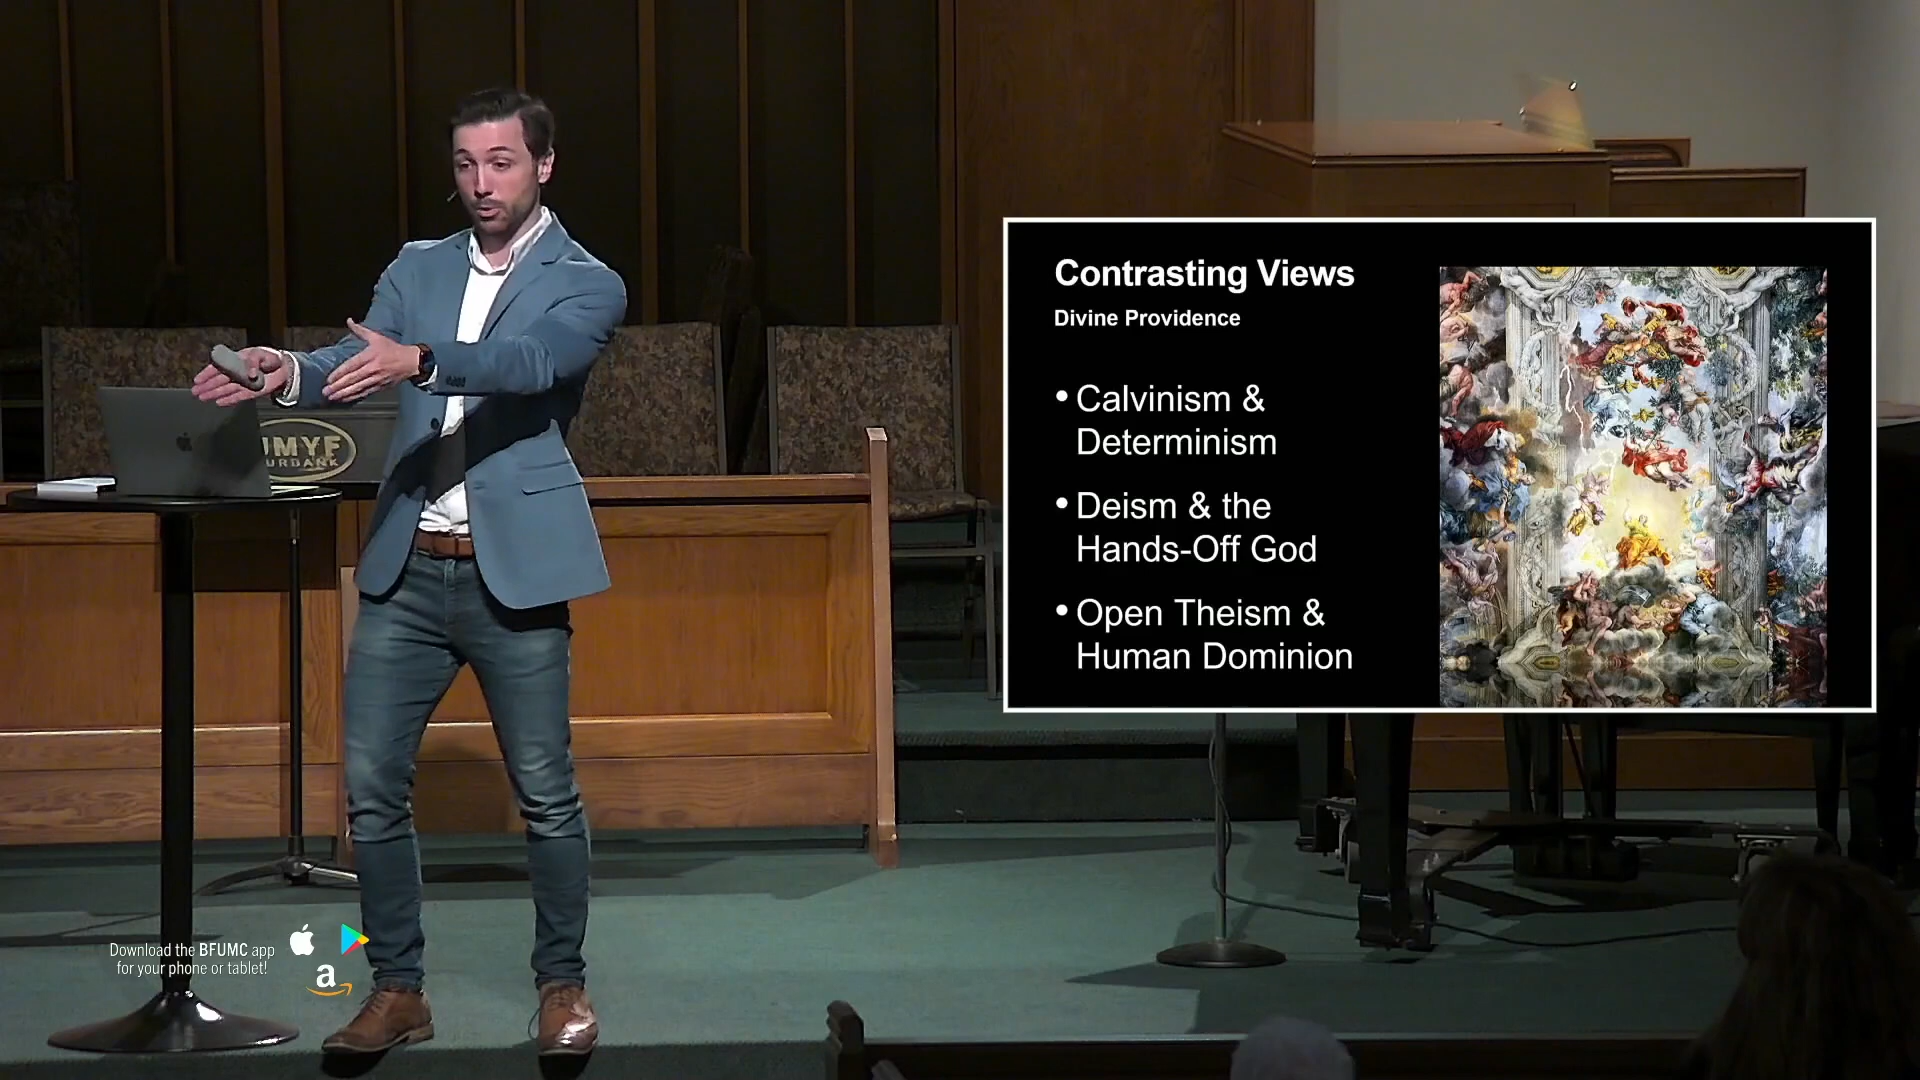 Contrasting Views
Divine Providence
• Calvinism &
Determinism
• Deism & the
Hands-Off God
• Open Theism &
Human Dominion
UMYF
BURBANK
Download the BFUMC app
for your phone or tablet!